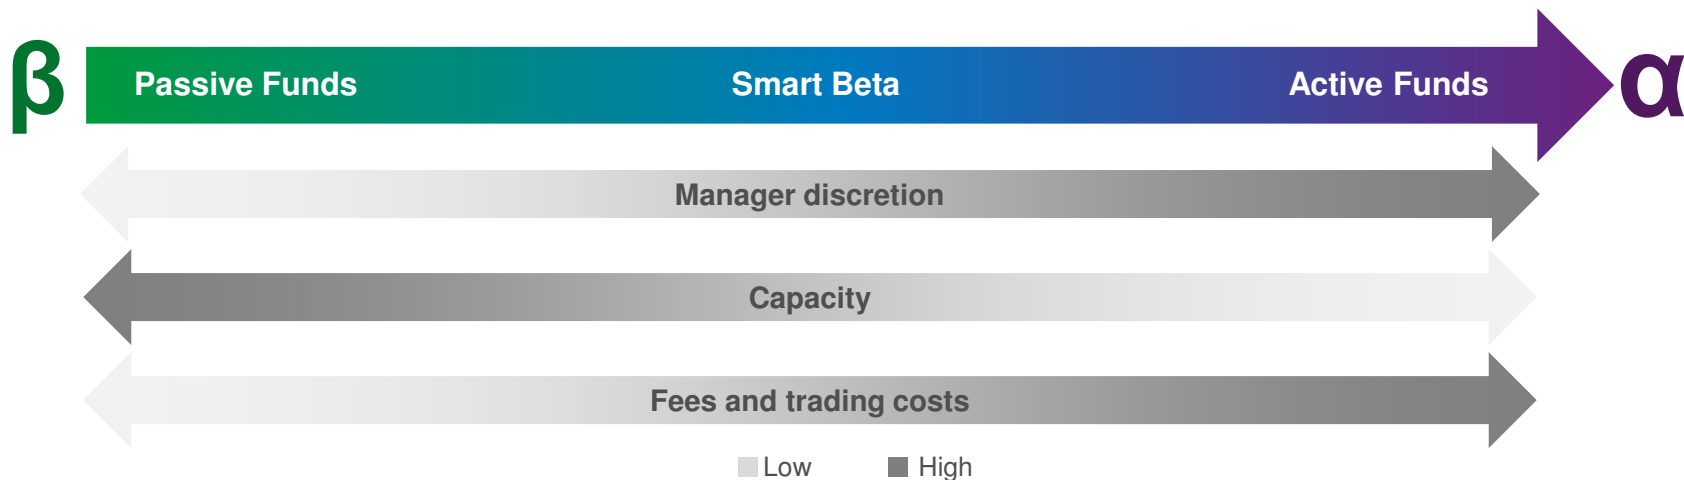 β Passive Funds Smart Beta Active Funds α
Manager discretion
Capacity
Fees and trading costs
Low High